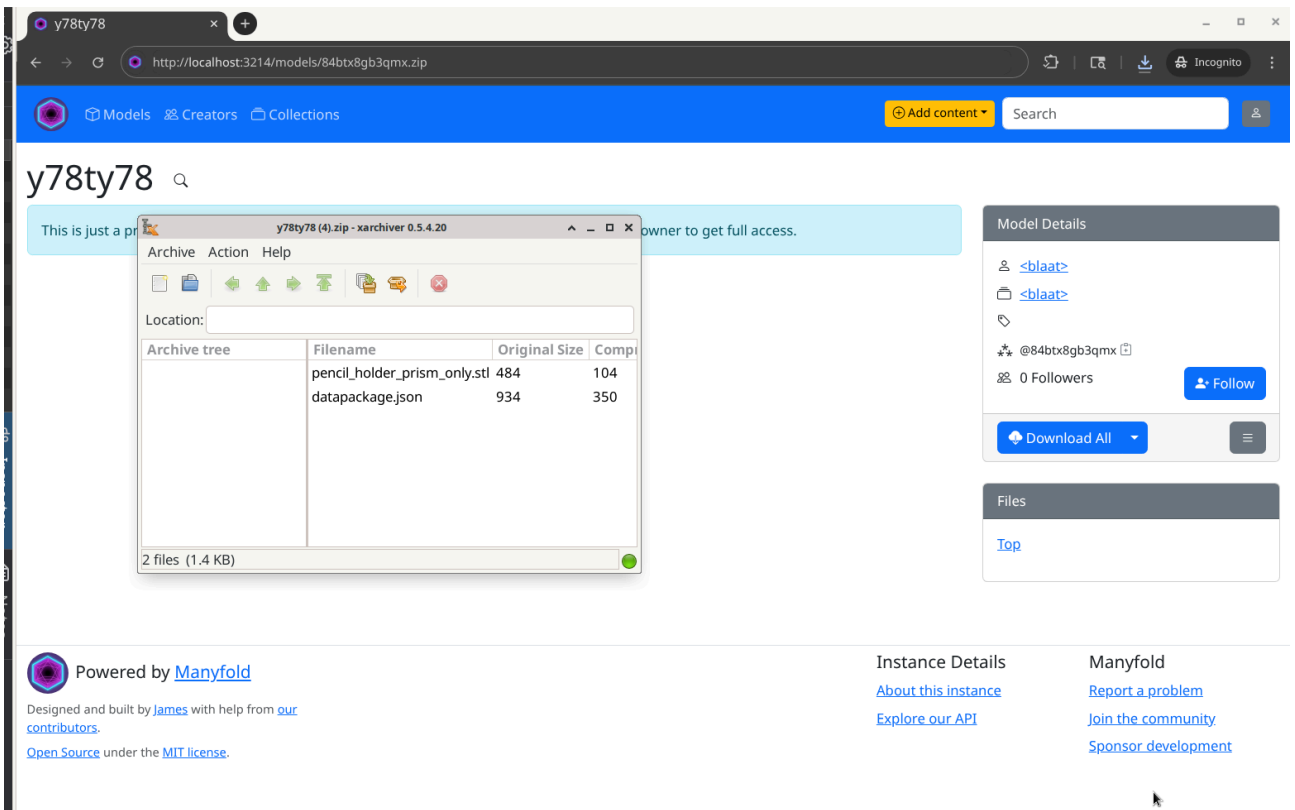 y78ty78
http://localhost:3214/models/84btx8gb3qmx.zip
Incognito
Models Creators Collections
Add content
Search
y78ty78
This is just a pr
owner to get full access.
y78ty78 (4).zip - xarchiver 0.5.4.20
Archive Action Help
Location:
Archive tree Filename Original Size Compr
pencil_holder_prism_only.stl 484 104
datapackage.json 934 350
2 files (1.4 KB)
Model Details
<blaat>
<blaat>
@84btx8gb3qmx
0 Followers
Follow
Download All
Files
Top
Powered by Manyfold
Designed and built by James with help from our
contributors.
Open Source under the MIT license.
Instance Details
About this instance
Explore our API
Manyfold
Report a problem
Join the community
Sponsor development